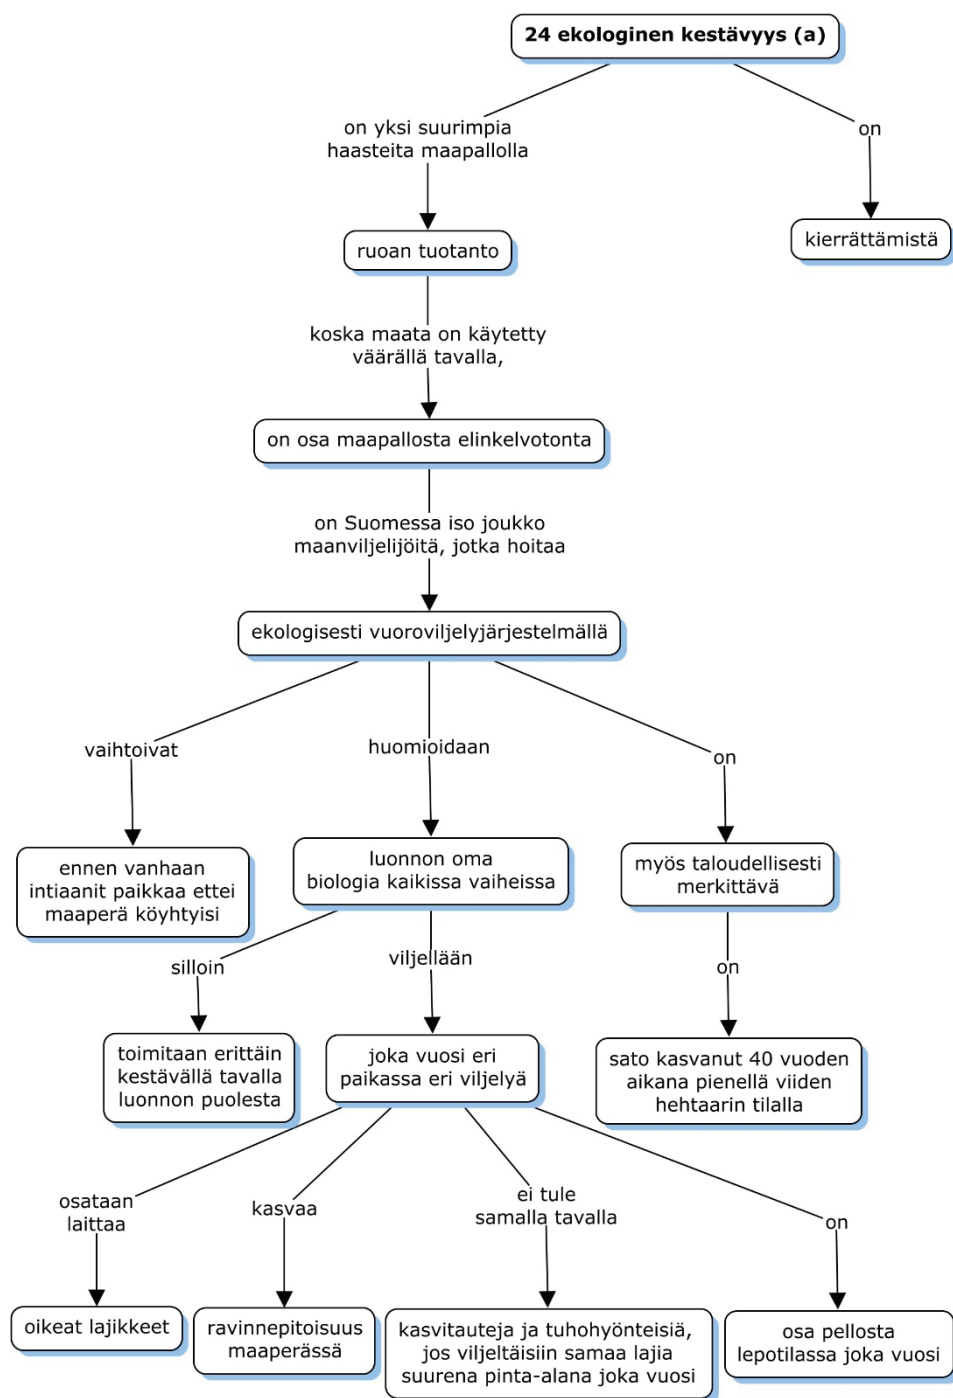 24 ekologinen kestävyys (a)
on yksi suurimpia
haasteita maapallolla
on
ruoan tuotanto
kierrättämistä
koska maata on käytetty
väärällä tavalla,
on osa maapallosta elinkelvotonta
on Suomessa iso joukko
maanviljelijöitä, jotka hoitaa
ekologisesti vuoroviljelyjärjestelmällä
vaihtoivat
huomioidaan
on
ennen vanhaan
intiaanit paikkaa ettei
maaperä köyhtyisi
luonnon oma
biologia kaikissa vaiheissa
myös taloudellisesti
merkittävä
silloin
viljellään
on
toimitaan erittäin
kestävällä tavalla
luonnon puolesta
joka vuosi eri
paikassa eri viljelyä
sato kasvanut 40 vuoden
aikana pienellä viiden
hehtaarin tilalla
osataan
laittaa
kasvaa
ei tule
samalla tavalla
on
oikeat lajikkeet
ravinnepitoisuus
maaperässä
kasvitauteja ja tuhohyönteisiä,
jos viljeltäisiin samaa lajia
suurena pinta-alana joka vuosi
osa pellosta
lepotilassa joka vuosi